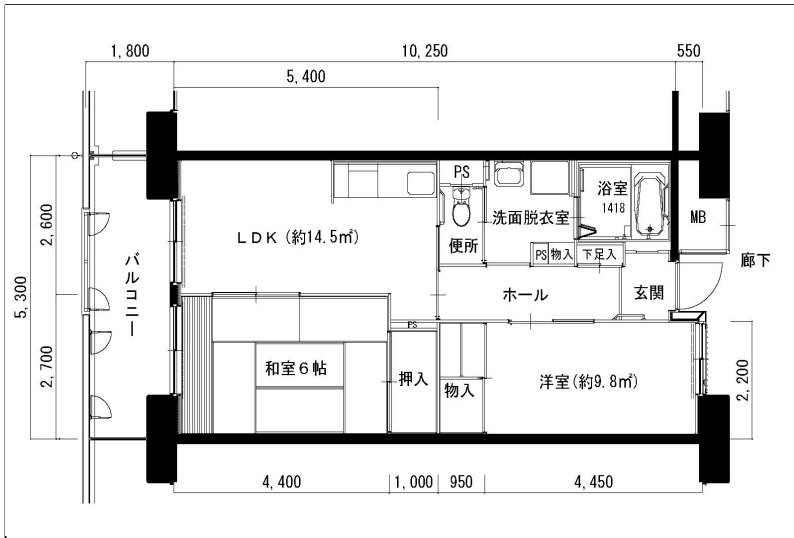 1,800
10,250
550
5,400
PS
浴室
1418
洗面脱衣室
MB
2,600
LDK (約14.5㎡)
便所
PS
物入
下足入
廊下
バルコニー
ホール
玄関
5,300
PS
2,700
和室6帖
押入
物入
洋室(約9.8㎡)
2,200
4,400
1,000
950
4,450